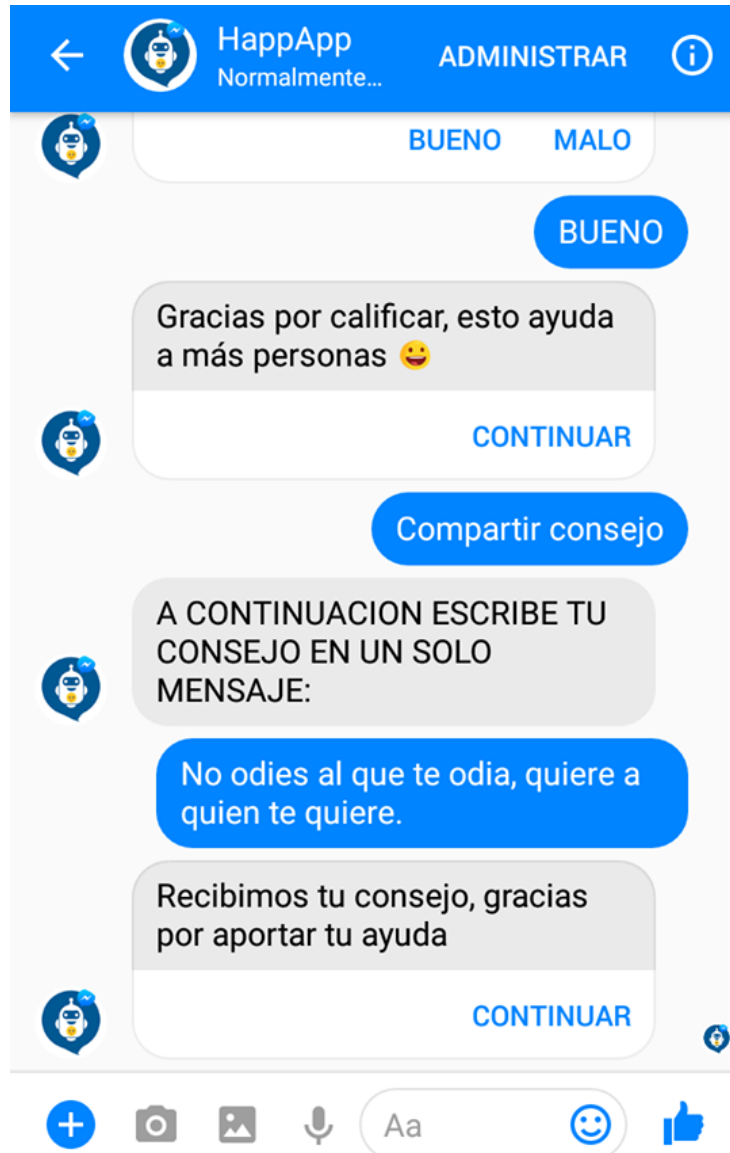 HappApp
Normalmente...
ADMINISTRAR
BUENO MALO
BUENO
Gracias por calificar, esto ayuda
a más personas 😀
CONTINUAR
Compartir consejo
A CONTINUACION ESCRIBE TU
CONSEJO EN UN SOLO
MENSAJE:
No odies al que te odia, quiere a
quien te quiere.
Recibimos tu consejo, gracias
por aportar tu ayuda
CONTINUAR
Aa